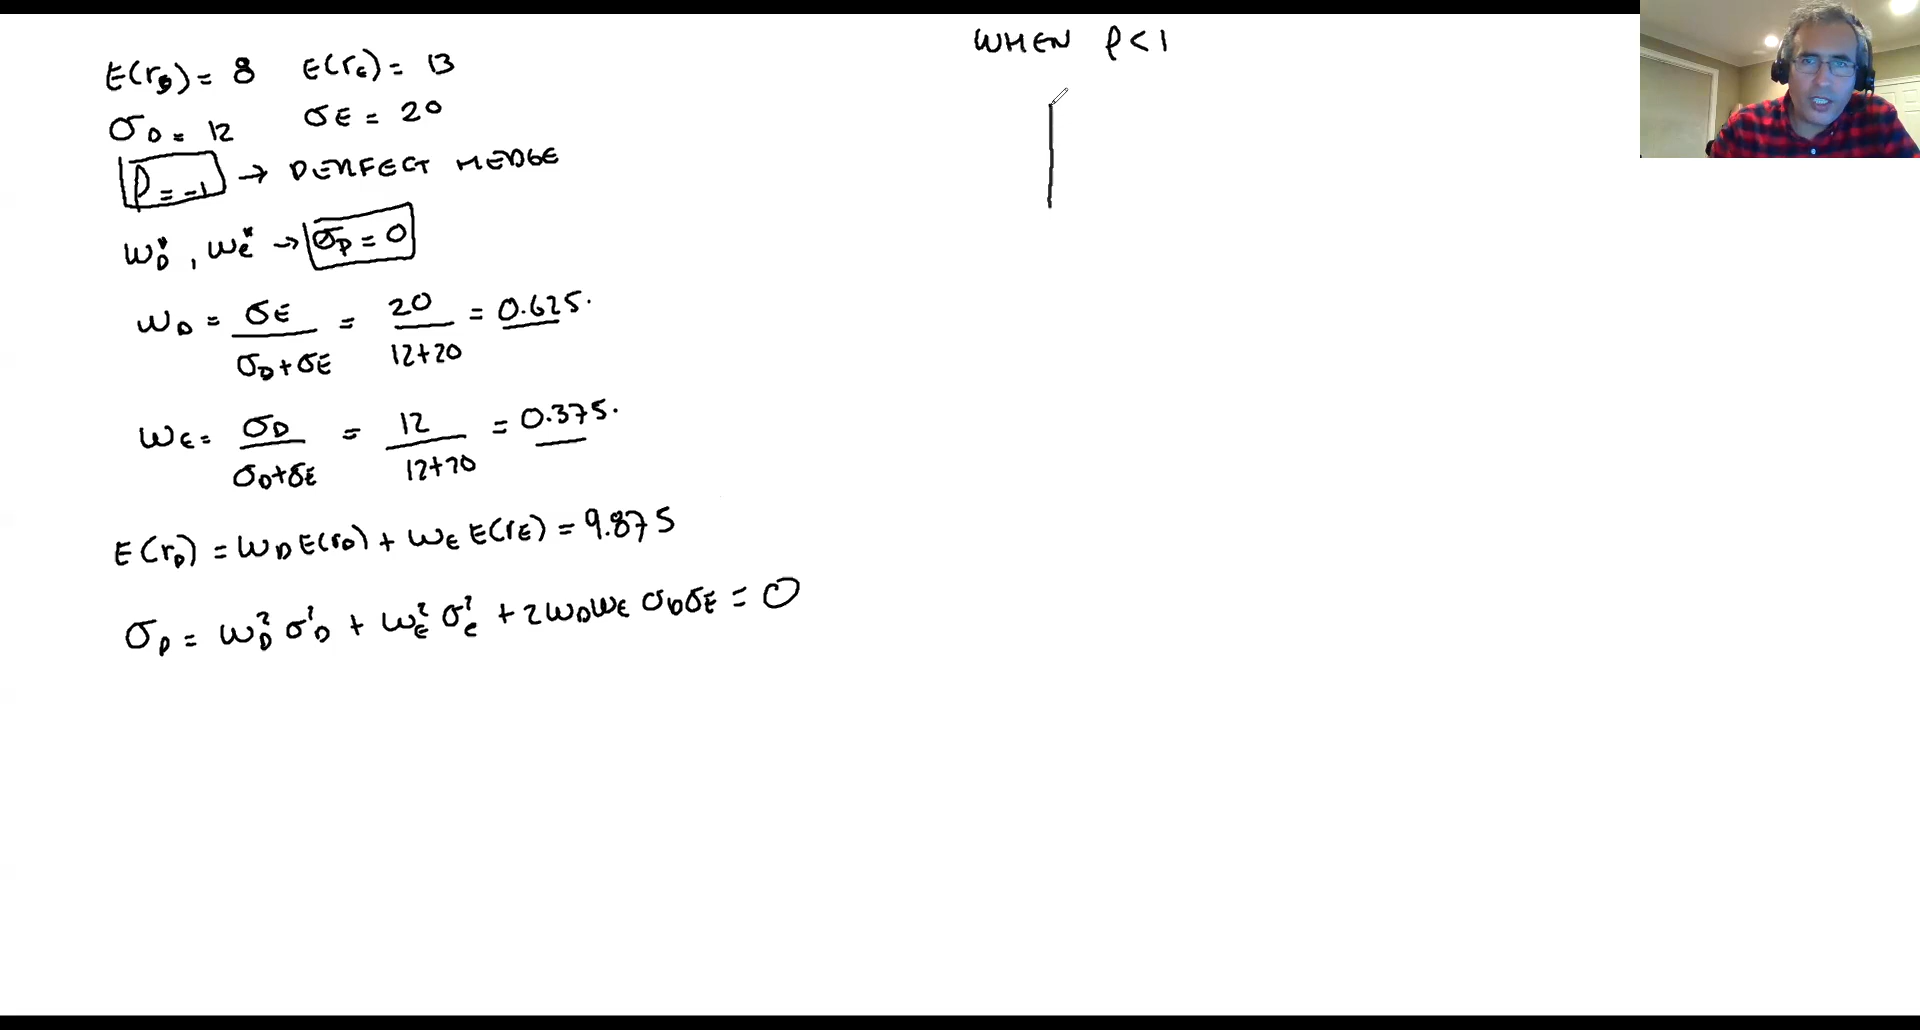 E(rD) = 8 E(rE) = 13
σD = 12 σE = 20
ρ = -1 → PERFECT HEDGE
wD*, wE* → σP = 0
wD = σE / (σD+σE) = 20 / (12+20) = 0.625.
wE = σD / (σD+σE) = 12 / (12+20) = 0.375.
E(rP) = wD E(rD) + wE E(rE) = 9.875
σP = wD² σ²D + wE² σE² + 2wDwE σDσE = 0
WHEN ρ < 1